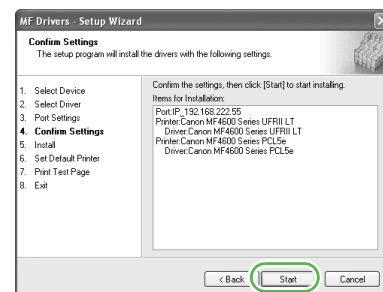 MF Drivers - Setup Wizard
Confirm Settings
The setup program will install the drivers with the following settings.
1. Select Device
2. Select Driver
3. Port Settings
4. Confirm Settings
5. Install
6. Set Default Printer
7. Print Test Page
8. Exit
Confirm the settings, then click [Start] to start installing.
Items for Installation:
Port:IP_192.168.222.55
Printer:Canon MF4600 Series UFRII LT
Driver:Canon MF4600 Series UFRII LT
Printer:Canon MF4600 Series PCL5e
Driver:Canon MF4600 Series PCL5e
< Back
Start
Cancel